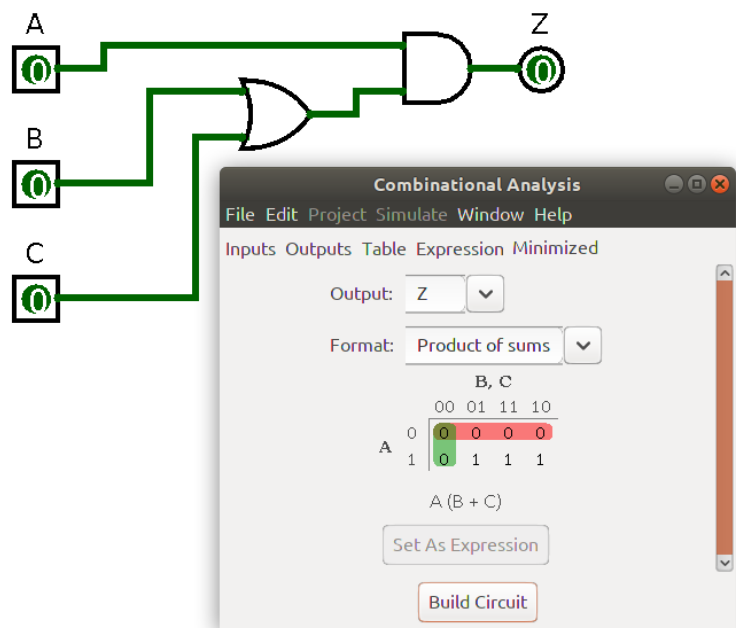 A
Z
0
0
B
0
C
0
Combinational Analysis
File Edit Project Simulate Window Help
Inputs Outputs Table Expression Minimized
Output: Z
Format: Product of sums
B, C
00 01 11 10
A
0 0 0 0 0
1 0 1 1 1
A (B + C)
Set As Expression
Build Circuit